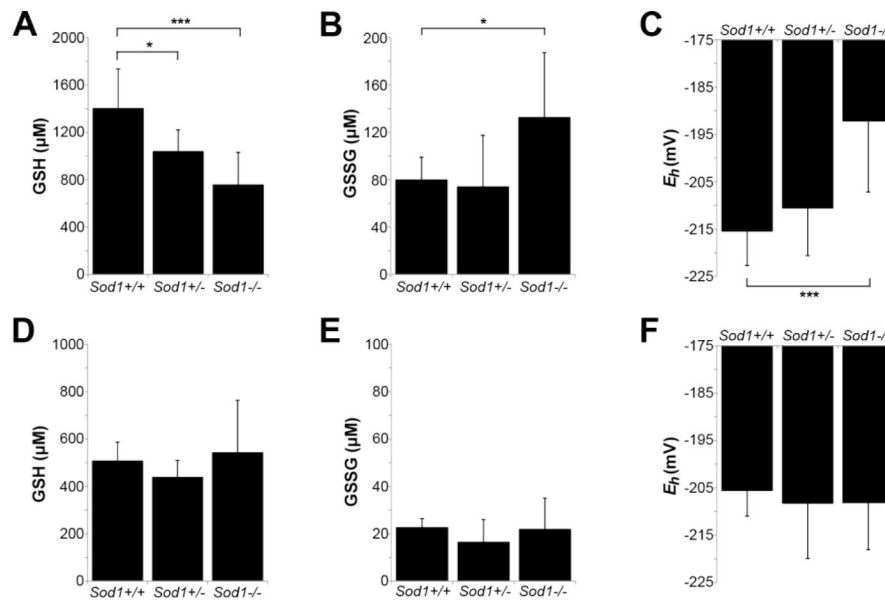 A
GSH (μM)
2000
1600
1200
800
400
0
***
*
Sod1+/+ Sod1+/- Sod1-/-
B
GSSG (μM)
200
160
120
80
40
0
*
Sod1+/+ Sod1+/- Sod1-/-
C
Sod1+/+ Sod1+/- Sod1-/
Eh (mV)
-175
-185
-195
-205
-215
-225
***
D
GSH (μM)
1000
800
600
400
200
0
Sod1+/+ Sod1+/- Sod1-/-
E
GSSG (μM)
100
80
60
40
20
0
Sod1+/+ Sod1+/- Sod1-/-
F
Sod1+/+ Sod1+/- Sod1-/
Eh (mV)
-175
-185
-195
-205
-215
-225